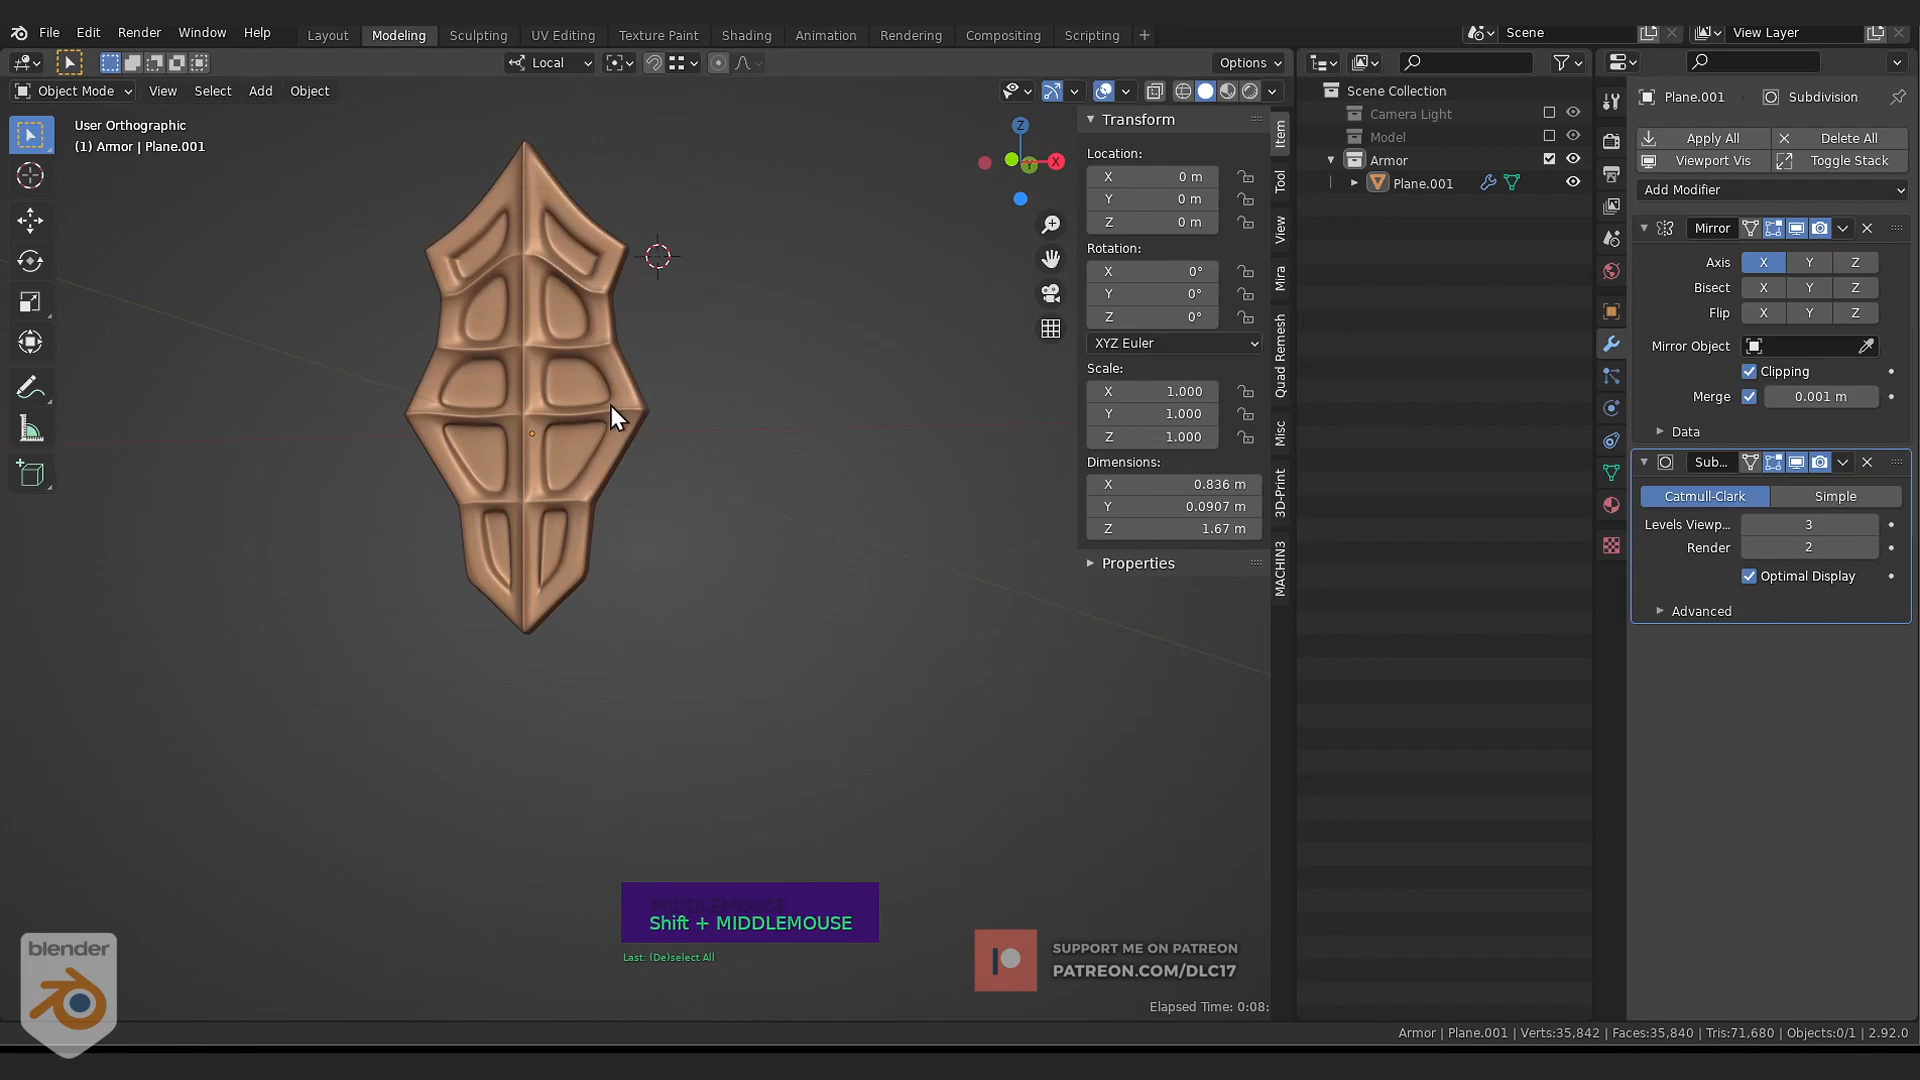 File Edit Render Window Help
Layout Modeling Sculpting UV Editing Texture Paint Shading Animation Rendering Compositing Scripting +
Scene
View Layer
Local
Options
Object Mode View Select Add Object
User Orthographic
(1) Armor | Plane.001
Z
X
Y
Transform
Location:
X 0 m
Y 0 m
Z 0 m
Rotation:
X 0°
Y 0°
Z 0°
XYZ Euler
Scale:
X 1.000
Y 1.000
Z 1.000
Dimensions:
X 0.836 m
Y 0.0907 m
Z 1.67 m
Properties
Item
Tool
View
Mira
Quad Remesh
Misc
3D-Print
MACHIN3
Scene Collection
Camera Light
Model
Armor
Plane.001
Plane.001 Subdivision
Apply All Delete All
Viewport Vis Toggle Stack
Add Modifier
Mirror
Axis X Y Z
Bisect X Y Z
Flip X Y Z
Mirror Object
Clipping
Merge 0.001 m
Data
Sub...
Catmull-Clark Simple
Levels Viewp... 3
Render 2
Optimal Display
Advanced
MIDDLEMOUSE
Shift + MIDDLEMOUSE
Last: (De)select All
blender
SUPPORT ME ON PATREON
PATREON.COM/DLC17
Elapsed Time: 0:08:
Armor | Plane.001 | Verts:35,842 | Faces:35,840 | Tris:71,680 | Objects:0/1 | 2.92.0